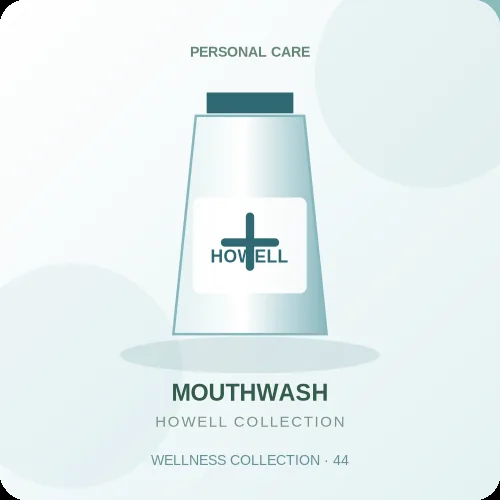 PERSONAL CARE
HOWELL
MOUTHWASH
HOWELL COLLECTION
WELLNESS COLLECTION · 44